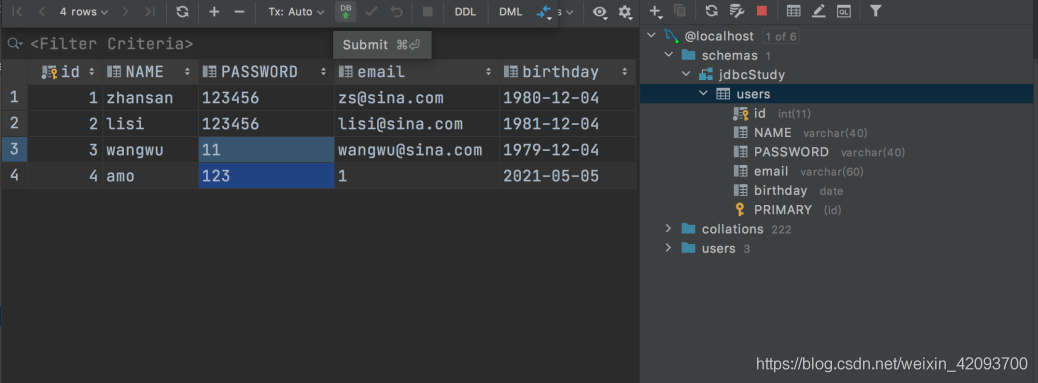 4 rows Tx: Auto DB DDL DML s
<Filter Criteria>
Submit ⌘⏎
id NAME PASSWORD email birthday
1 1 zhansan 123456 zs@sina.com 1980-12-04
2 2 lisi 123456 lisi@sina.com 1981-12-04
3 3 wangwu 11 wangwu@sina.com 1979-12-04
4 4 amo 123 1 2021-05-05
QL
@localhost 1 of 6
schemas 1
jdbcStudy
users
id int(11)
NAME varchar(40)
PASSWORD varchar(40)
email varchar(60)
birthday date
PRIMARY (id)
collations 222
users 3
https://blog.csdn.net/weixin_42093700